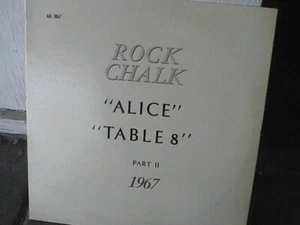 ROCK
CHALK
"ALICE"
"TABLE 8"
PART II
1967